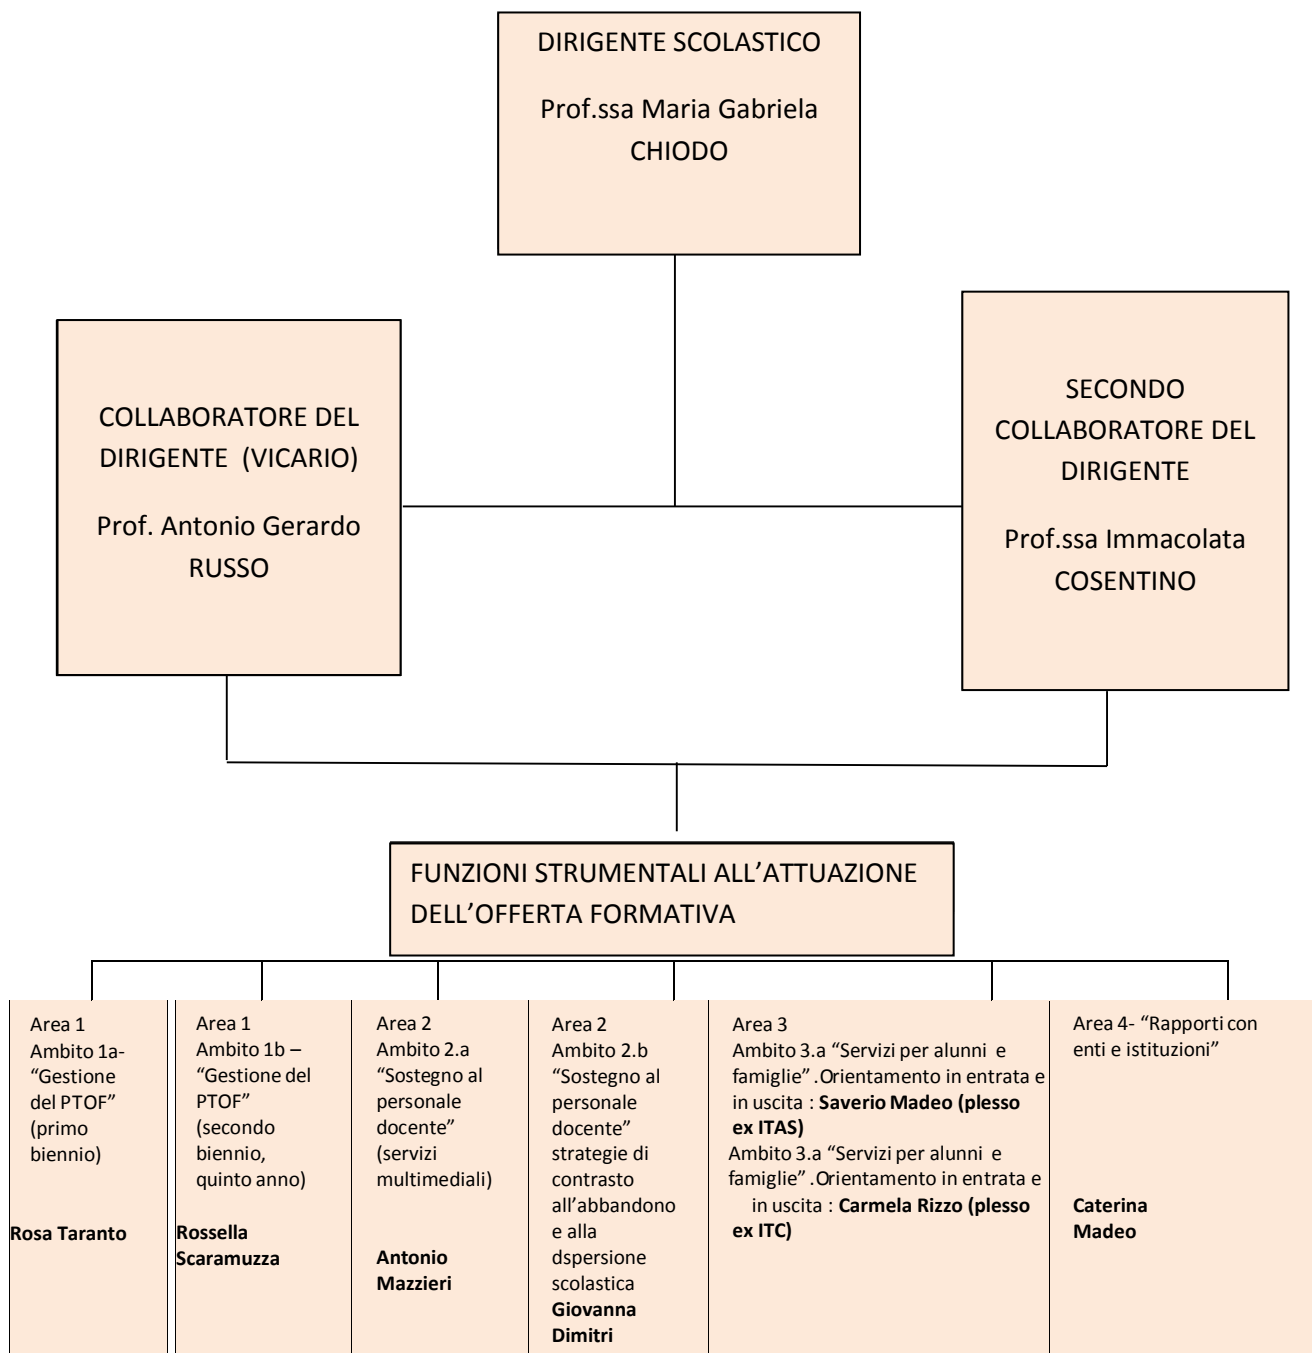 DIRIGENTE SCOLASTICO
Prof.ssa Maria Gabriela
CHIODO
COLLABORATORE DEL
DIRIGENTE (VICARIO)
Prof. Antonio Gerardo
RUSSO
SECONDO
COLLABORATORE DEL
DIRIGENTE
Prof.ssa Immacolata
COSENTINO
FUNZIONI STRUMENTALI ALL’ATTUAZIONE
DELL’OFFERTA FORMATIVA
Area 1
Ambito 1a-
“Gestione
del PTOF”
(primo
biennio)
Rosa Taranto
Area 1
Ambito 1b –
“Gestione del
PTOF”
(secondo
biennio,
quinto anno)
Rossella
Scaramuzza
Area 2
Ambito 2.a
“Sostegno al
personale
docente”
(servizi
multimediali)
Antonio
Mazzieri
Area 2
Ambito 2.b
“Sostegno al
personale
docente”
strategie di
contrasto
all’abbandono
e alla
dspersione
scolastica
Giovanna
Dimitri
Area 3
Ambito 3.a “Servizi per alunni e
famiglie” .Orientamento in entrata e
in uscita : Saverio Madeo (plesso
ex ITAS)
Ambito 3.a “Servizi per alunni e
famiglie” .Orientamento in entrata e
in uscita : Carmela Rizzo (plesso
ex ITC)
Area 4- “Rapporti con
enti e istituzioni”
Caterina
Madeo